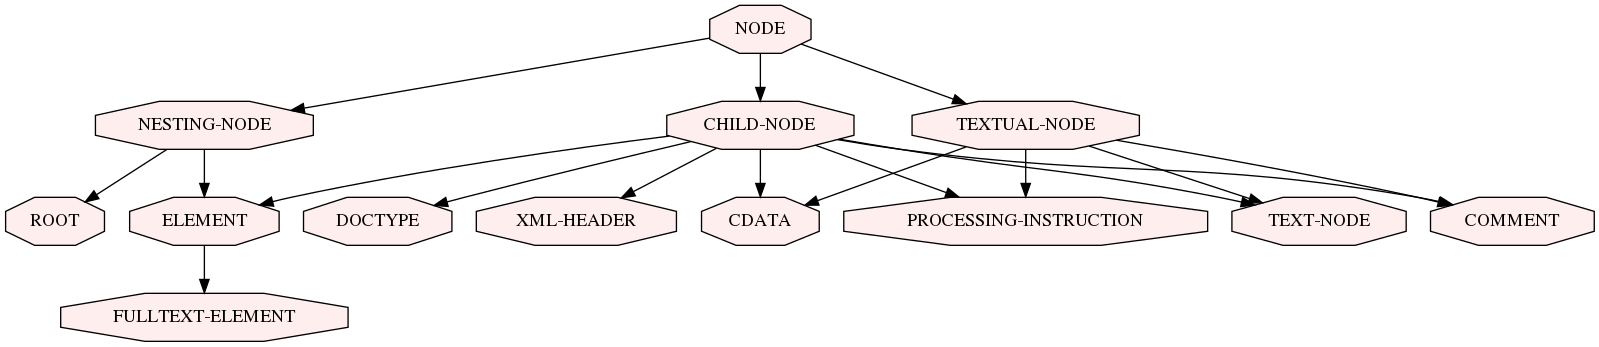 NODE
NESTING-NODE
CHILD-NODE
TEXTUAL-NODE
ROOT
ELEMENT
DOCTYPE
XML-HEADER
CDATA
PROCESSING-INSTRUCTION
TEXT-NODE
COMMENT
FULLTEXT-ELEMENT